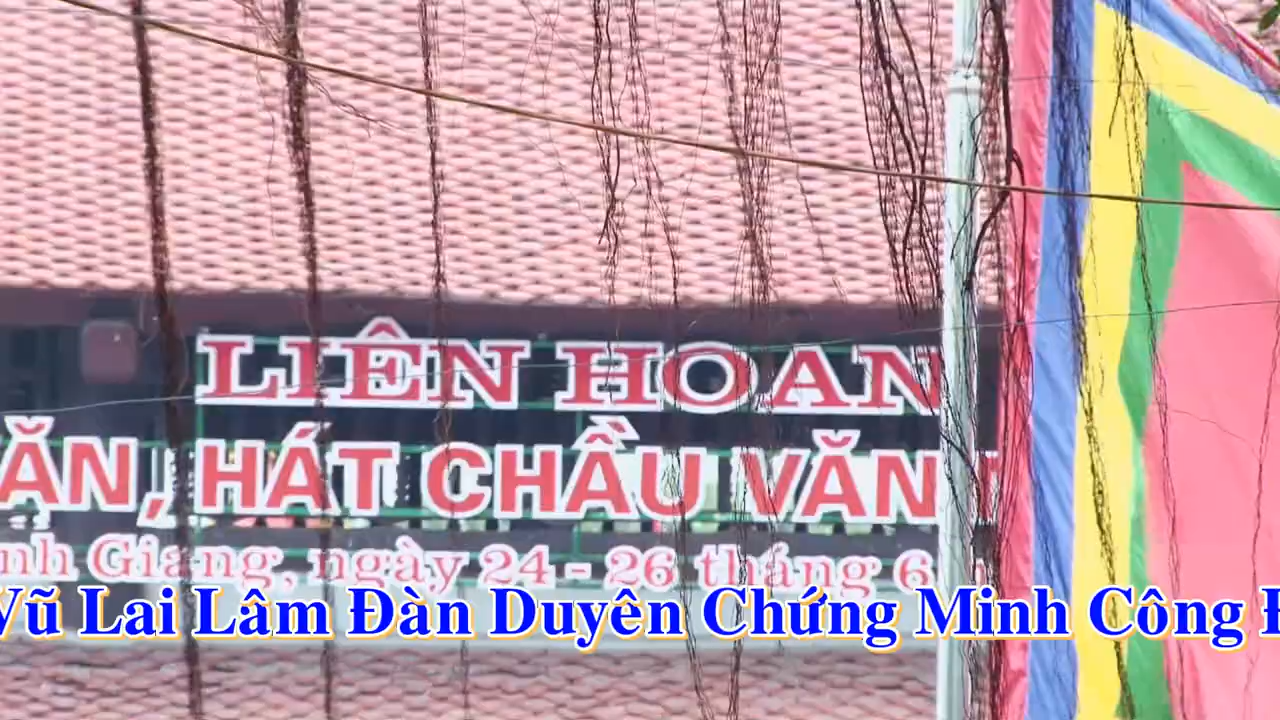 LIÊN HOAN
ĂN, HÁT CHẦU VĂN
nh Giang, ngày 24 - 26 tháng 6
Vũ Lai Lâm Đàn Duyên Chứng Minh Công Đ